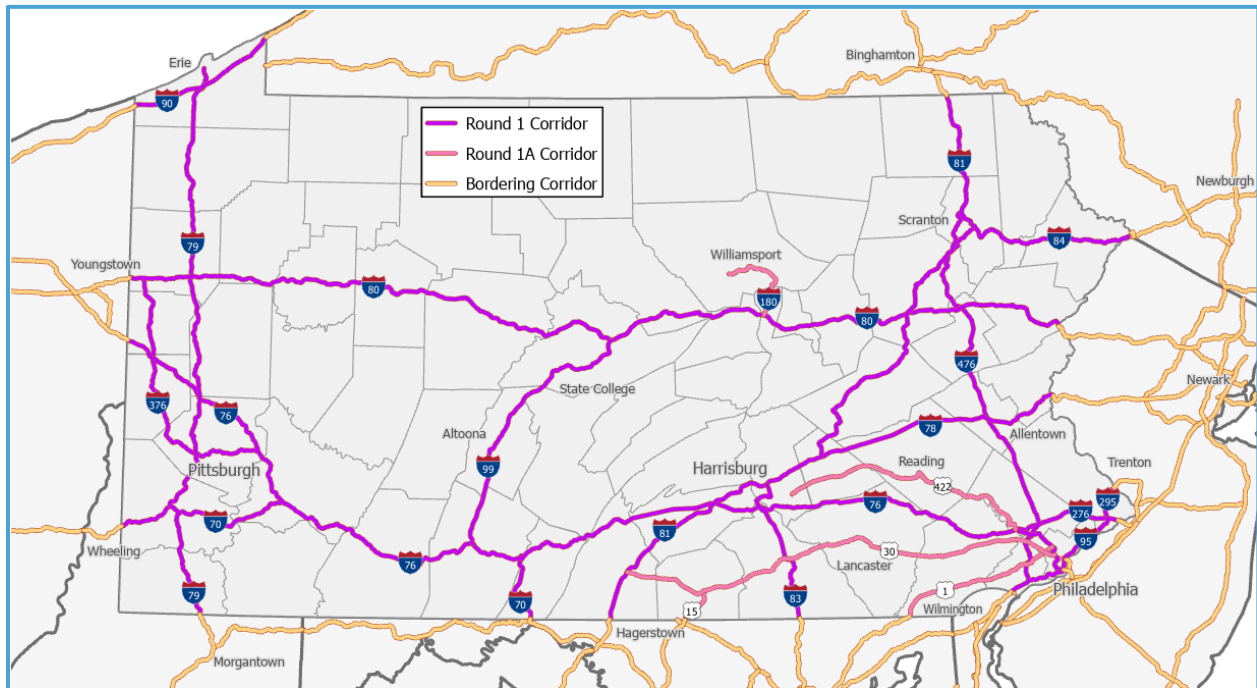 Binghamton
Erie
90
Round 1 Corridor
Round 1A Corridor
Bordering Corridor
81
Newburgh
Scranton
79
84
Williamsport
Youngstown
80
180
80
476
State College
Newark
376
76
Altoona
78
Allentown
Pittsburgh
99
Harrisburg
Reading
Trenton
422
76
295
276
70
81
95
Wheeling
76
30
Lancaster
Philadelphia
79
70
83
1
15
Wilmington
Hagerstown
Morgantown